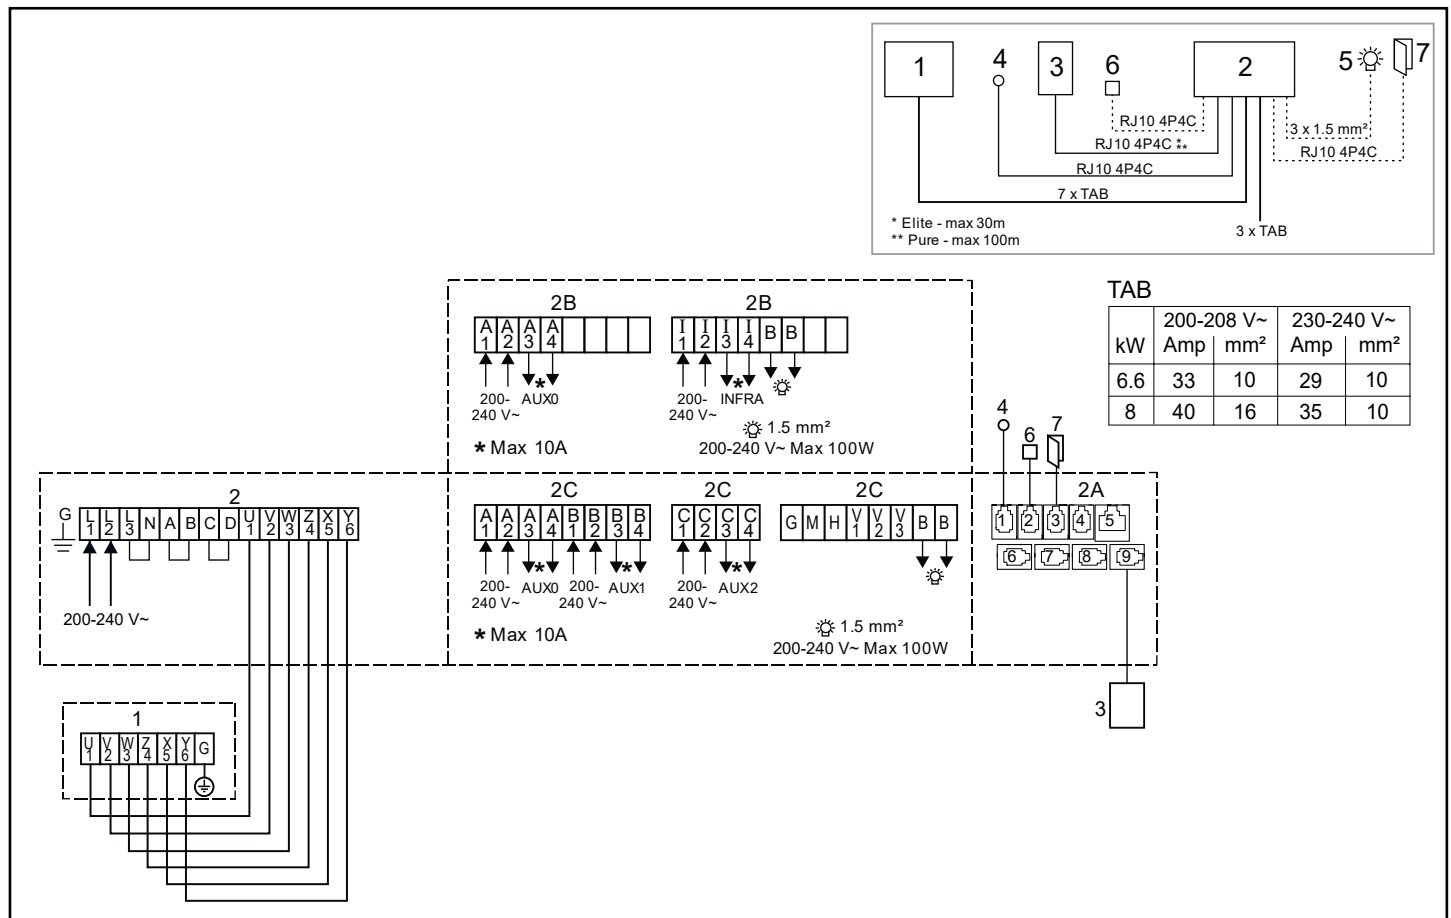 1
4
3
6
2
5
7
RJ10 4P4C
3 x 1.5 mm²
RJ10 4P4C *
**
RJ10 4P4C
RJ10 4P4C
7 x TAB
* Elite - max 30m
** Pure - max 100m
3 x TAB
TAB
kW 200-208 V~ 230-240 V~
Amp mm² Amp mm²
6.6 33 10 29 10
8 40 16 35 10
2B
A1 A2 A3 A4
200-240 V~ * AUX0
* Max 10A
2B
I1 I2 I3 I4 B B
200-240 V~ * INFRA
1.5 mm²
200-240 V~ Max 100W
2
G L1 L2 L3 N A B C D U1 V2 W3 Z4 X5 Y6
200-240 V~
2C
A1 A2 A3 A4 B1 B2 B3 B4
200-240 V~ * AUX0 200-240 V~ * AUX1
* Max 10A
2C
C1 C2 C3 C4
200-240 V~ * AUX2
2C
G M H V1 V2 V3 B B
1.5 mm²
200-240 V~ Max 100W
4
6
7
2A
1 2 3 4 5
6 7 8 9
3
1
U1 V2 W3 Z4 X5 Y6 G